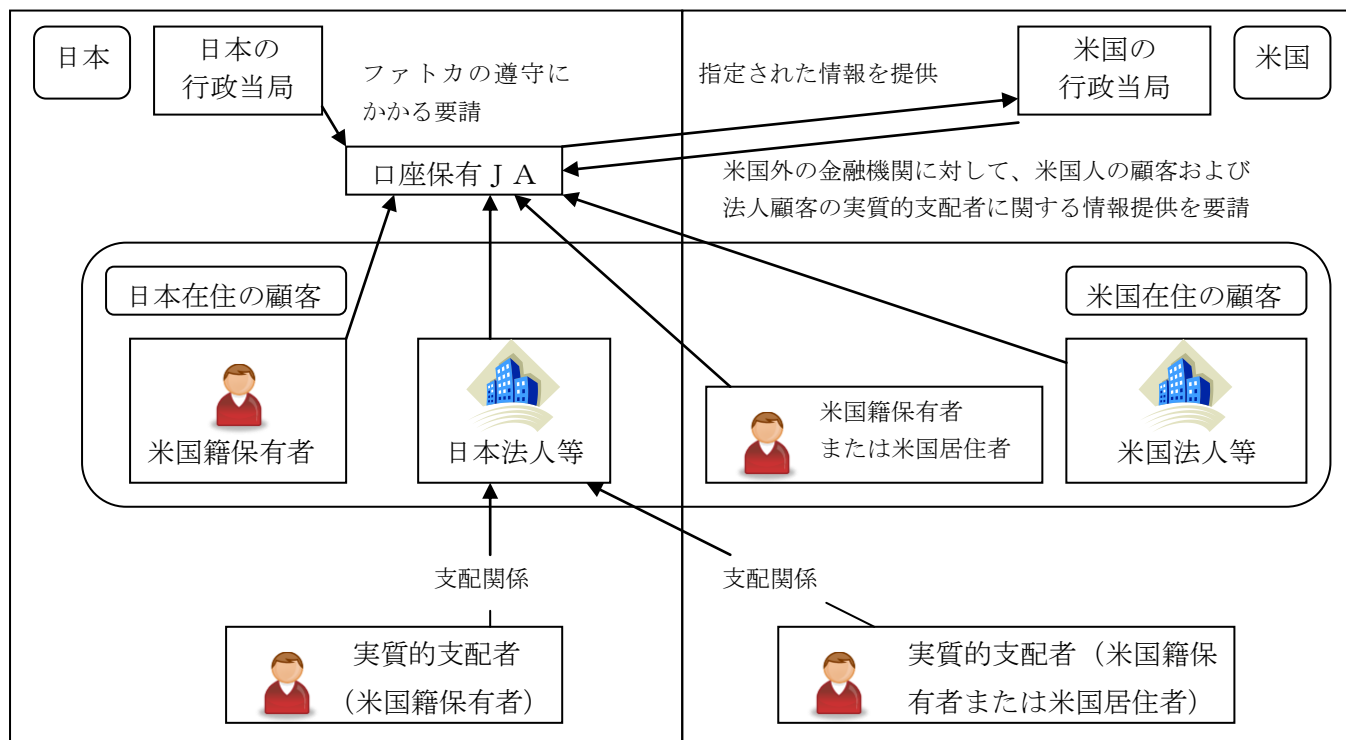 日本
日本の
行政当局
ファトカの遵守に
かかる要請
指定された情報を提供
米国の
行政当局
米国
口座保有ＪＡ
米国外の金融機関に対して、米国人の顧客および
法人顧客の実質的支配者に関する情報提供を要請
日本在住の顧客
米国在住の顧客
米国籍保有者
日本法人等
米国籍保有者
または米国居住者
米国法人等
支配関係
支配関係
実質的支配者
（米国籍保有者）
実質的支配者（米国籍保
有者または米国居住者）